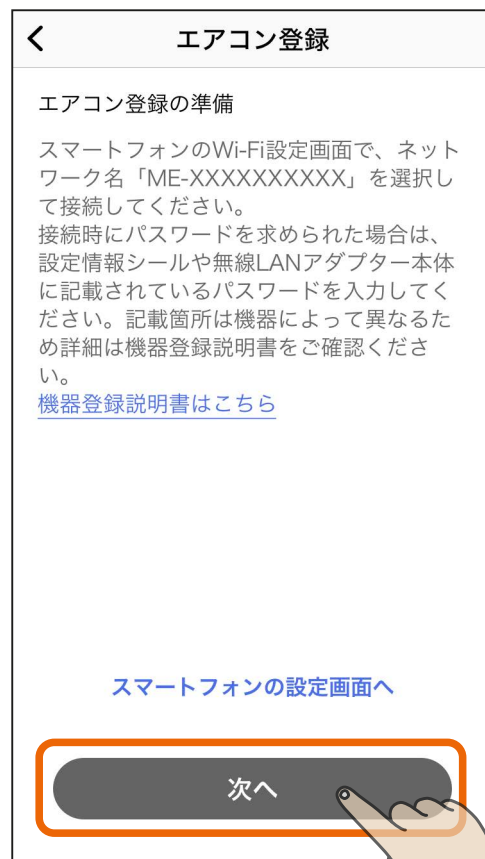 エアコン登録
エアコン登録の準備
スマートフォンのWi-Fi設定画面で、ネット
ワーク名「ME-XXXXXXXXXX」を選択し
て接続してください。
接続時にパスワードを求められた場合は、
設定情報シールや無線LANアダプター本体
に記載されているパスワードを入力してく
ださい。記載箇所は機器によって異なるた
め詳細は機器登録説明書をご確認くださ
い。
機器登録説明書はこちら
スマートフォンの設定画面へ
次へ